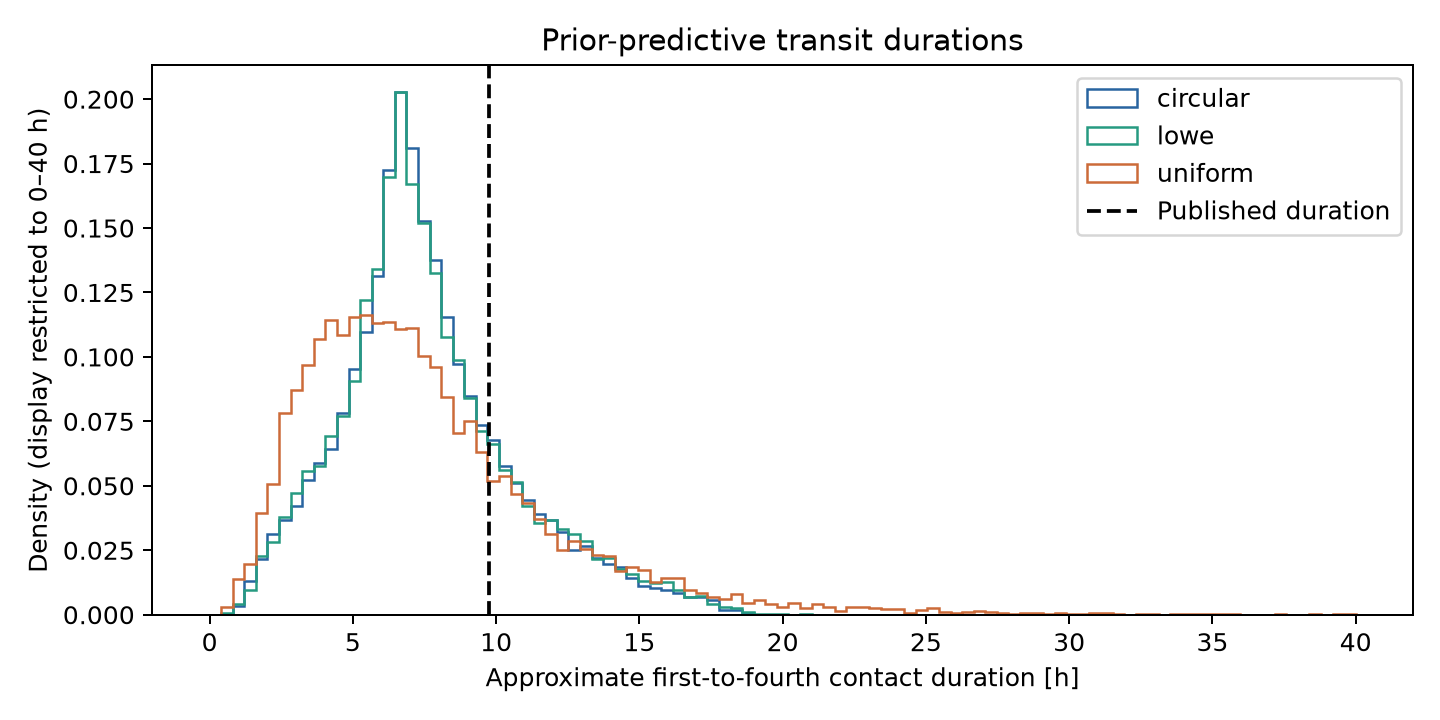 Prior-predictive transit durations
Density (display restricted to 0–40 h)
0.200
0.175
0.150
0.125
0.100
0.075
0.050
0.025
0.000
circular
lowe
uniform
Published duration
0 5 10 15 20 25 30 35 40
Approximate first-to-fourth contact duration [h]